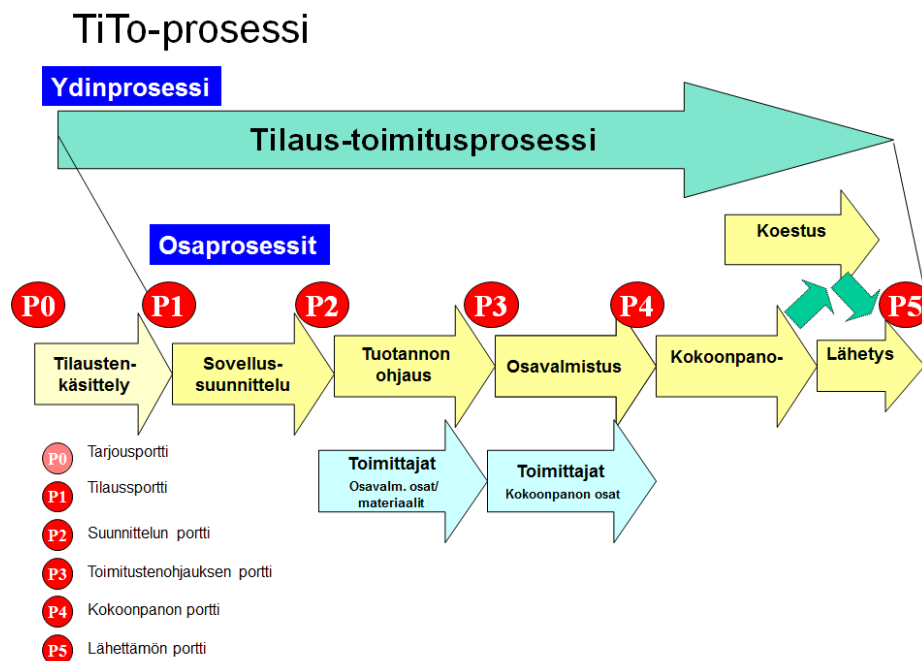 TiTo-prosessi
Ydinprosessi
Tilaus-toimitusprosessi
Osaprosessit
Koestus
P0
P1
P2
P3
P4
P5
Tilausten-
käsittely
Sovellus-
suunnittelu
Tuotannon
ohjaus
Osavalmistus
Kokoonpano-
Lähetys
Toimittajat
Osavalm. osat/
materiaalit
Toimittajat
Kokoonpanon osat
P0 Tarjousportti
P1 Tilaussportti
P2 Suunnittelun portti
P3 Toimitustenohjauksen portti
P4 Kokoonpanon portti
P5 Lähettämön portti